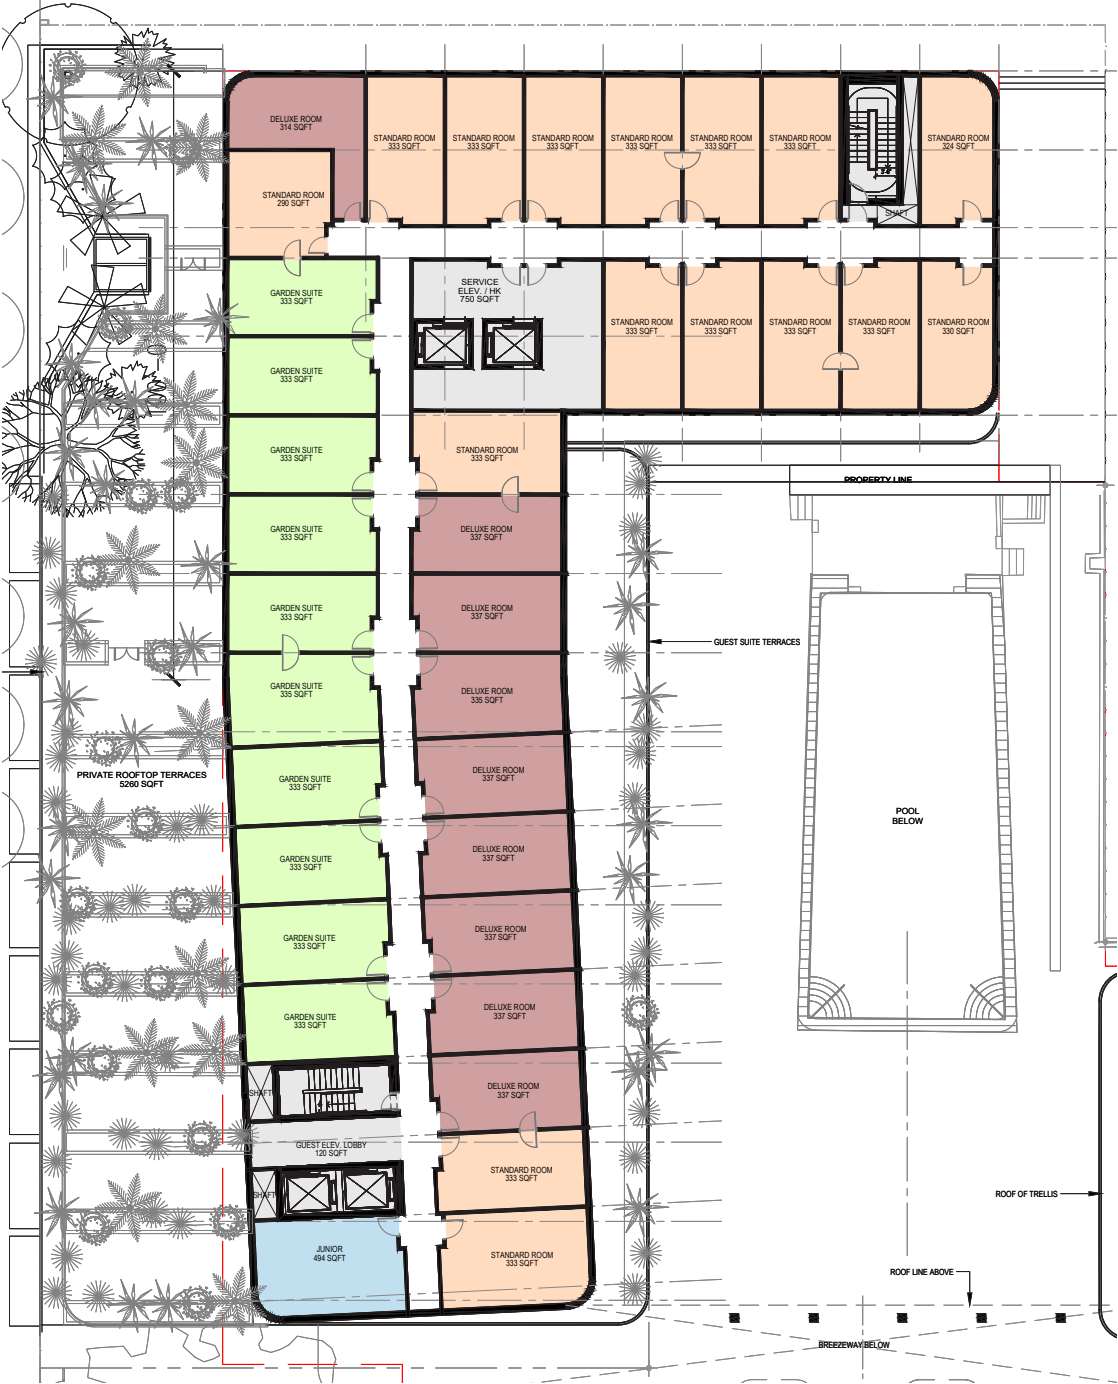 DELUXE ROOM
314 SQFT
STANDARD ROOM
333 SQFT
STANDARD ROOM
333 SQFT
STANDARD ROOM
333 SQFT
STANDARD ROOM
333 SQFT
STANDARD ROOM
333 SQFT
STANDARD ROOM
333 SQFT
STANDARD ROOM
324 SQFT
SHAFT
STANDARD ROOM
290 SQFT
GARDEN SUITE
333 SQFT
SERVICE
ELEV. / HK
750 SQFT
STANDARD ROOM
333 SQFT
STANDARD ROOM
333 SQFT
STANDARD ROOM
333 SQFT
STANDARD ROOM
333 SQFT
STANDARD ROOM
330 SQFT
GARDEN SUITE
333 SQFT
GARDEN SUITE
333 SQFT
STANDARD ROOM
333 SQFT
PROPERTY LINE
GARDEN SUITE
333 SQFT
DELUXE ROOM
337 SQFT
GARDEN SUITE
333 SQFT
DELUXE ROOM
337 SQFT
GUEST SUITE TERRACES
GARDEN SUITE
335 SQFT
DELUXE ROOM
335 SQFT
PRIVATE ROOFTOP TERRACES
5260 SQFT
GARDEN SUITE
333 SQFT
DELUXE ROOM
337 SQFT
POOL
BELOW
GARDEN SUITE
333 SQFT
DELUXE ROOM
337 SQFT
GARDEN SUITE
333 SQFT
DELUXE ROOM
337 SQFT
GARDEN SUITE
333 SQFT
DELUXE ROOM
337 SQFT
SHAFT
DELUXE ROOM
337 SQFT
GUEST ELEV. LOBBY
120 SQFT
STANDARD ROOM
333 SQFT
SHAFT
ROOF OF TRELLIS
JUNIOR
494 SQFT
STANDARD ROOM
333 SQFT
ROOF LINE ABOVE
BREEZEWAY BELOW